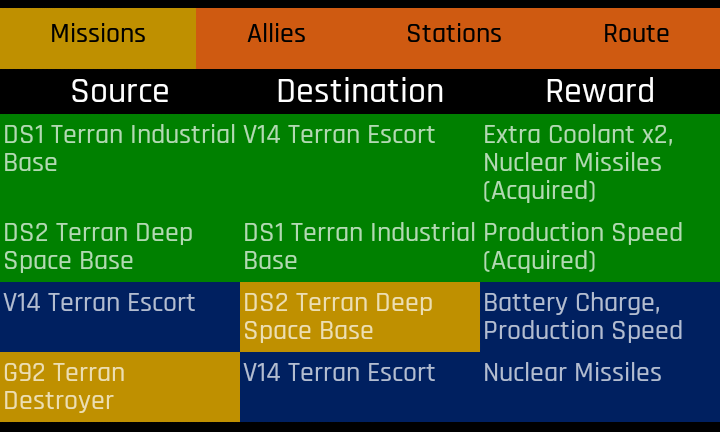 Missions Allies Stations Route
Source Destination Reward
DS1 Terran Industrial Base V14 Terran Escort Extra Coolant x2, Nuclear Missiles (Acquired)
DS2 Terran Deep Space Base DS1 Terran Industrial Base Production Speed (Acquired)
V14 Terran Escort DS2 Terran Deep Space Base Battery Charge, Production Speed
G92 Terran Destroyer V14 Terran Escort Nuclear Missiles